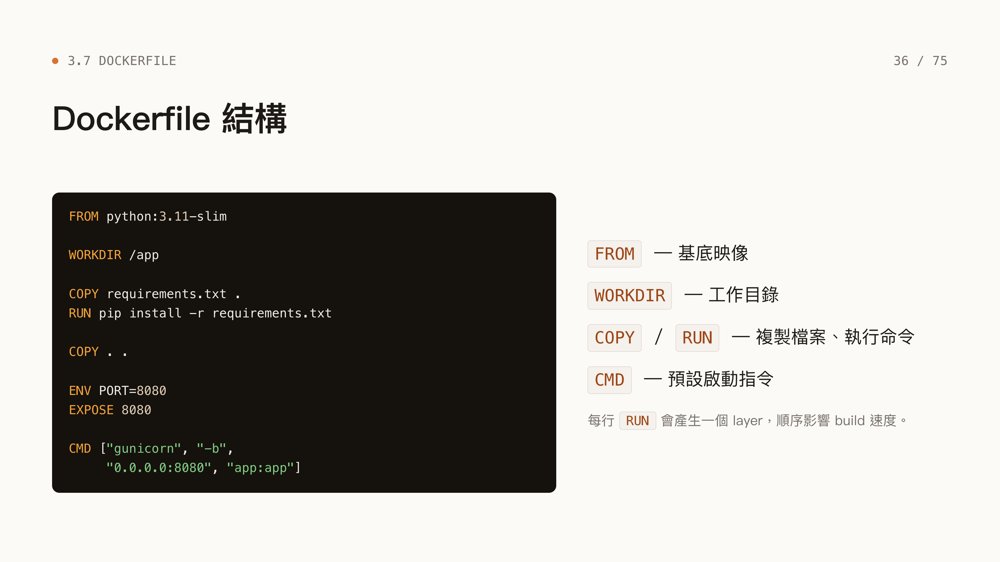 3.7 DOCKERFILE
36 / 75
Dockerfile 結構
FROM python:3.11-slim
WORKDIR /app
COPY requirements.txt .
RUN pip install -r requirements.txt
COPY . .
ENV PORT=8080
EXPOSE 8080
CMD ["gunicorn", "-b",
"0.0.0.0:8080", "app:app"]
FROM — 基底映像
WORKDIR — 工作目錄
COPY / RUN — 複製檔案、執行命令
CMD — 預設啟動指令
每行 RUN 會產生一個 layer，順序影響 build 速度。